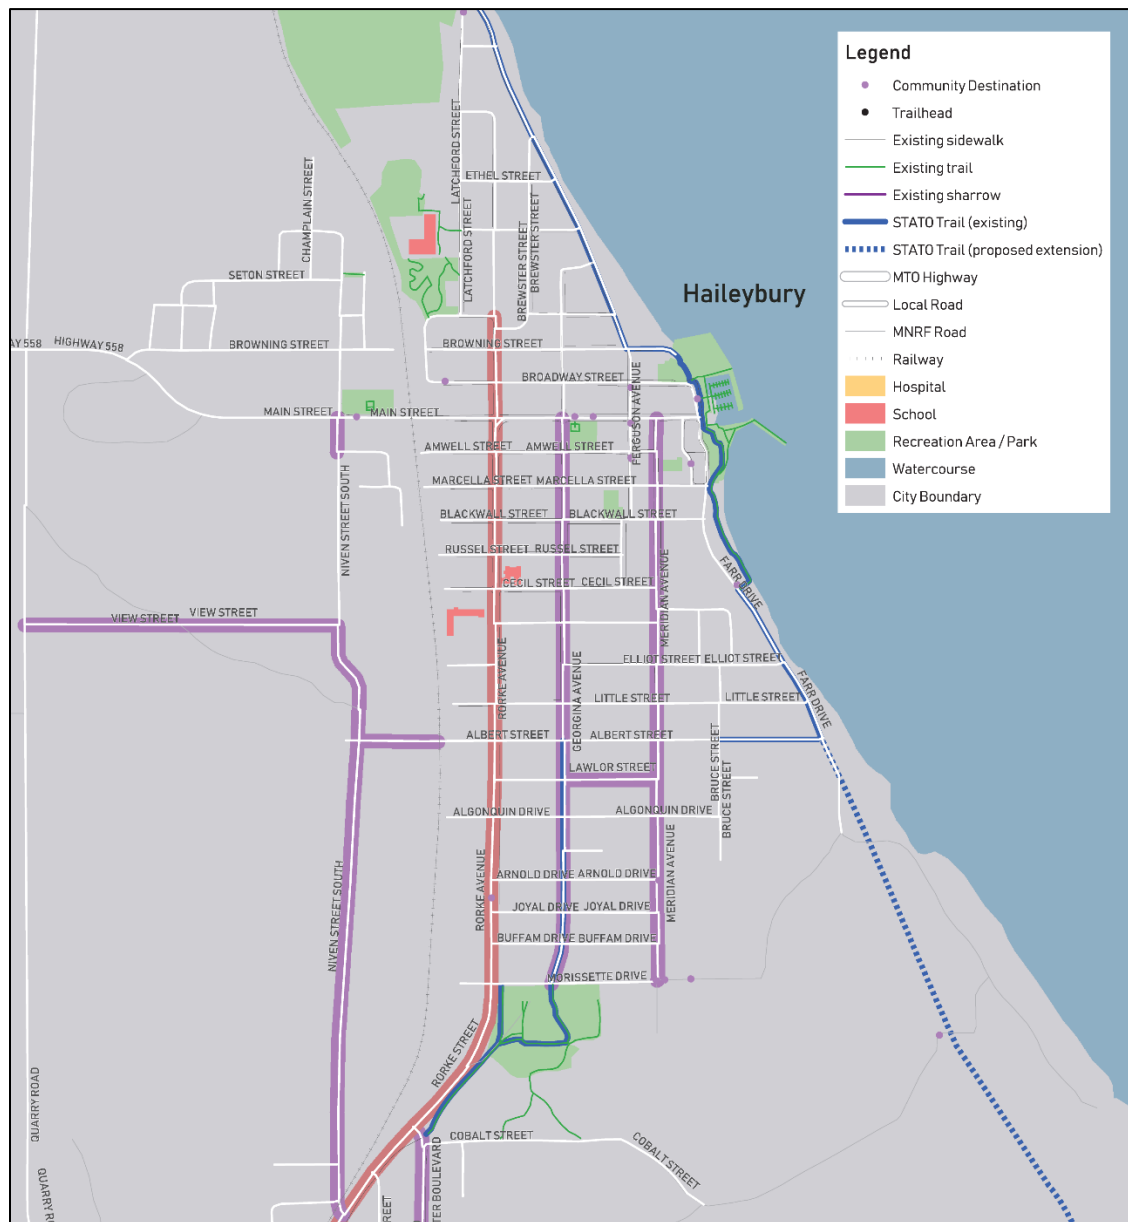 Legend
Community Destination
Trailhead
Existing sidewalk
Existing trail
Existing sharrow
STATO Trail (existing)
STATO Trail (proposed extension)
MTO Highway
Local Road
MNRF Road
Railway
Hospital
School
Recreation Area / Park
Watercourse
City Boundary
Haileybury
LATCHFORD STREET
ETHEL STREET
CHAMPLAIN STREET
LATCHFORD STREET
BREWSTER STREET
BREWSTER STREET
SETON STREET
AY 558
HIGHWAY 558
BROWNING STREET
BROWNING STREET
BROADWAY STREET
FERGUSON AVENUE
MAIN STREET
MAIN STREET
AMWELL STREET
AMWELL STREET
MARCELLA STREET
MARCELLA STREET
NIVEN STREET SOUTH
BLACKWALL STREET
BLACKWALL STREET
RUSSEL STREET
RUSSEL STREET
CECIL STREET
CECIL STREET
FARR DRIVE
MERIDIAN AVENUE
VIEW STREET
VIEW STREET
RORKE AVENUE
GEORGINA AVENUE
ELLIOT STREET
ELLIOT STREET
LITTLE STREET
LITTLE STREET
FARR DRIVE
ALBERT STREET
ALBERT STREET
BRUCE STREET
BRUCE STREET
LAWLOR STREET
ALGONQUIN DRIVE
ALGONQUIN DRIVE
RORKE AVENUE
MERIDIAN AVENUE
ARNOLD DRIVE
ARNOLD DRIVE
NIVEN STREET SOUTH
JOYAL DRIVE
JOYAL DRIVE
BUFFAM DRIVE
BUFFAM DRIVE
MORISSETTE DRIVE
RORKE STREET
QUARRY ROAD
COBALT STREET
COBALT STREET
QUARRY R
REET
TER BOULEVARD